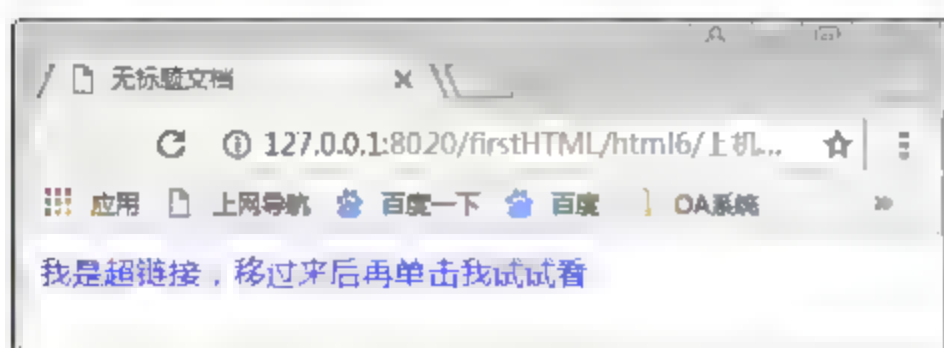 无标题文档
127.0.0.1:8020/firstHTML/html6/上机...
应用 上网导航 百度一下 百度 OA系统
我是超链接，移过来后再单击我试试看